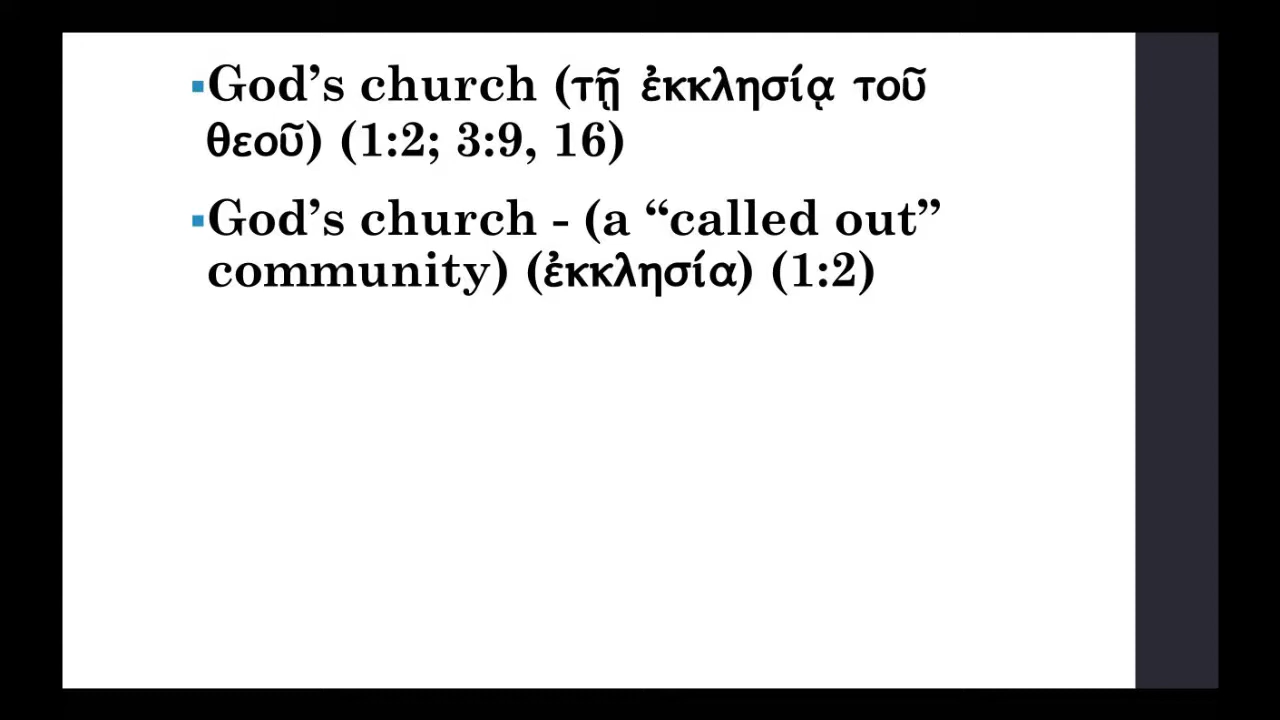 ▪God’s church (τῇ ἐκκλησίᾳ τοῦ
θεοῦ) (1:2; 3:9, 16)
▪God’s church - (a “called out”
community) (ἐκκλησία) (1:2)